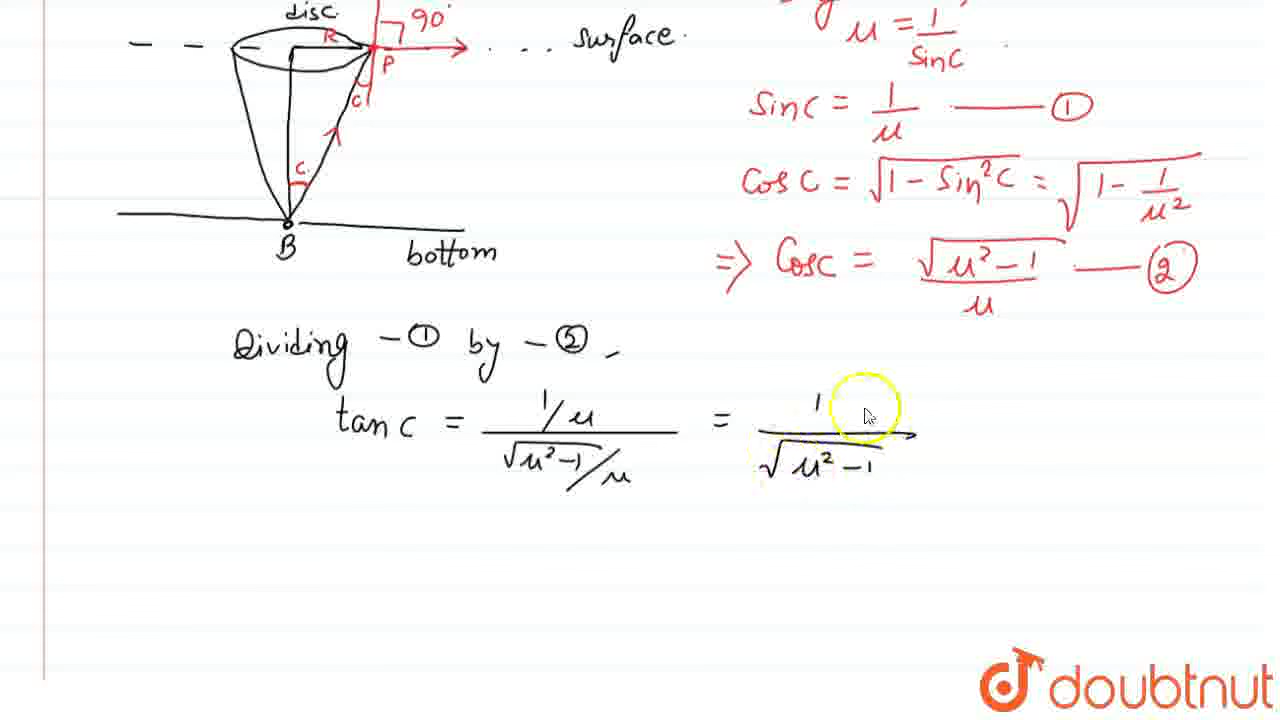 disc
90°
R
P
... surface.
C
C
B
bottom
μ = 1/sinC
sinc = 1/μ —— ①
Cos C = √(1 - Sin²C) = √(1 - 1/μ²)
=> Cosc = √(μ² - 1)/μ —— ②
Dividing - ① by - ② ,
tan c = (1/μ)/(√(μ² - 1)/μ) = 1/√(μ² - 1)
doubtnut